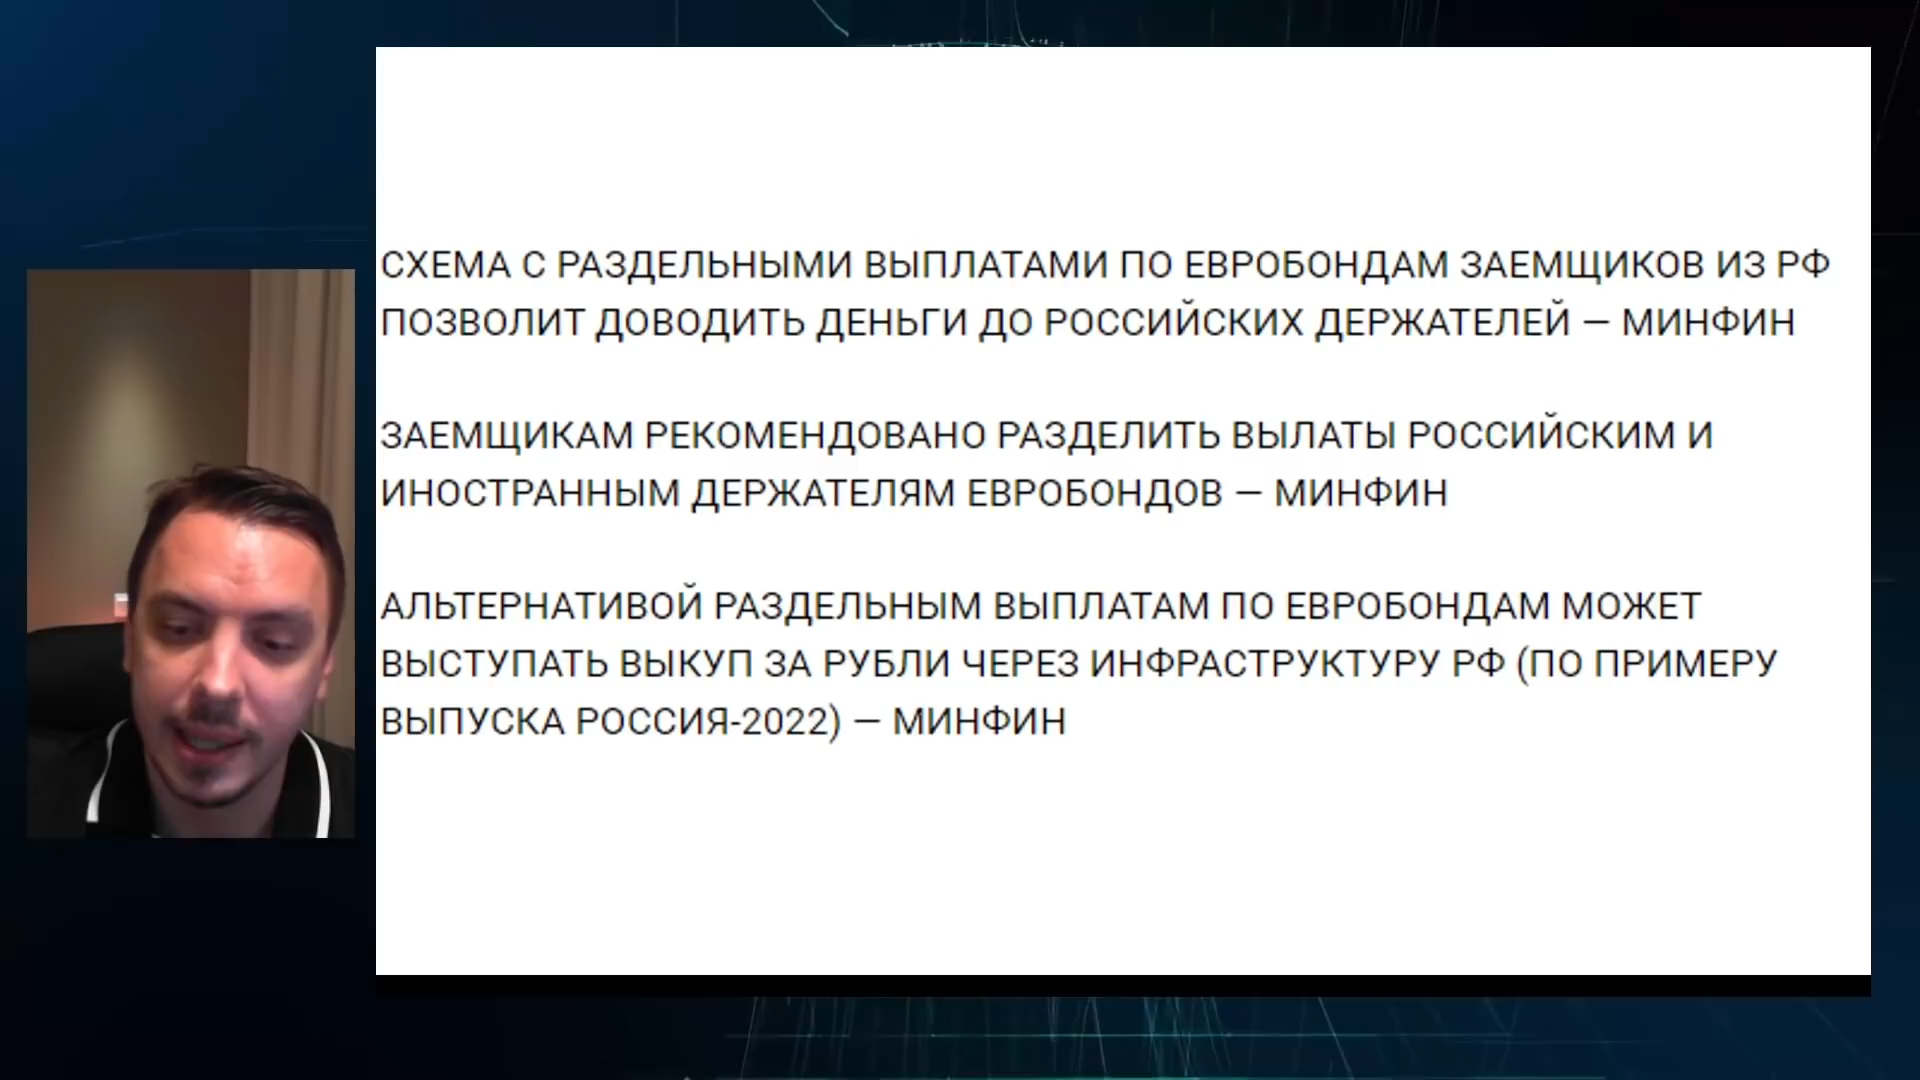 СХЕМА С РАЗДЕЛЬНЫМИ ВЫПЛАТАМИ ПО ЕВРОБОНДАМ ЗАЕМЩИКОВ ИЗ РФ
ПОЗВОЛИТ ДОВОДИТЬ ДЕНЬГИ ДО РОССИЙСКИХ ДЕРЖАТЕЛЕЙ — МИНФИН
ЗАЕМЩИКАМ РЕКОМЕНДОВАНО РАЗДЕЛИТЬ ВЫЛАТЫ РОССИЙСКИМ И
ИНОСТРАННЫМ ДЕРЖАТЕЛЯМ ЕВРОБОНДОВ — МИНФИН
АЛЬТЕРНАТИВОЙ РАЗДЕЛЬНЫМ ВЫПЛАТАМ ПО ЕВРОБОНДАМ МОЖЕТ
ВЫСТУПАТЬ ВЫКУП ЗА РУБЛИ ЧЕРЕЗ ИНФРАСТРУКТУРУ РФ (ПО ПРИМЕРУ
ВЫПУСКА РОССИЯ-2022) — МИНФИН